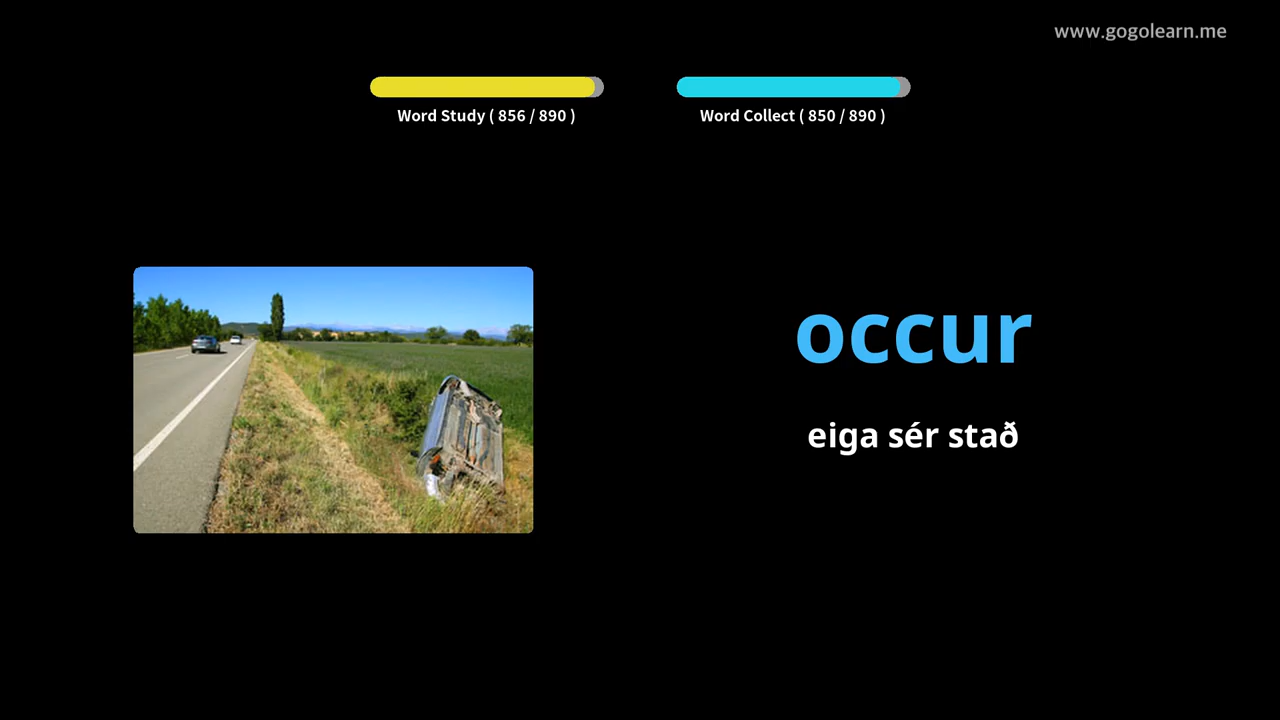 www.gogolearn.me
Word Study ( 856 / 890 )
Word Collect ( 850 / 890 )
occur
eiga sér stað